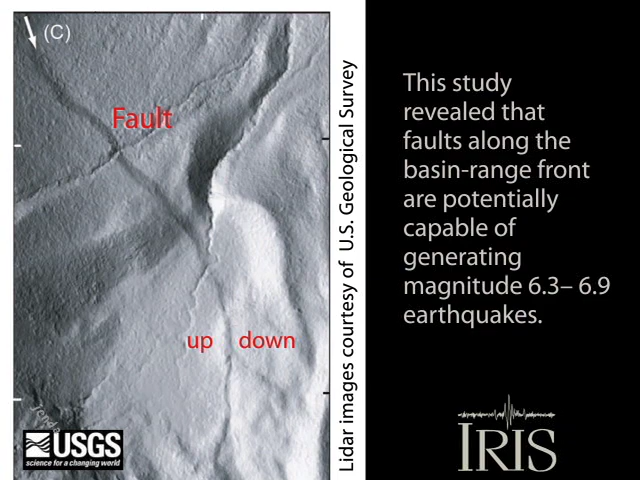 (C)
Fault
up down
USGS
science for a changing world
Lidar images courtesy of U.S. Geological Survey
This study
revealed that
faults along the
basin-range front
are potentially
capable of
generating
magnitude 6.3– 6.9
earthquakes.
IRIS